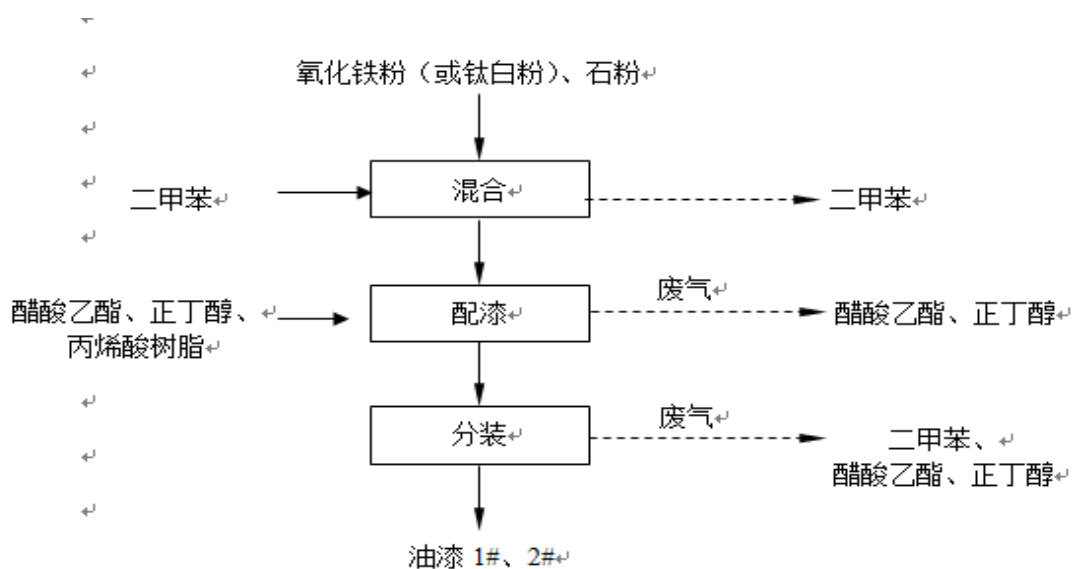 氧化铁粉（或钛白粉）、石粉
二甲苯
混合
二甲苯
醋酸乙酯、正丁醇、
丙烯酸树脂
配漆
废气
醋酸乙酯、正丁醇
分装
废气
二甲苯、
醋酸乙酯、正丁醇
油漆 1#、2#